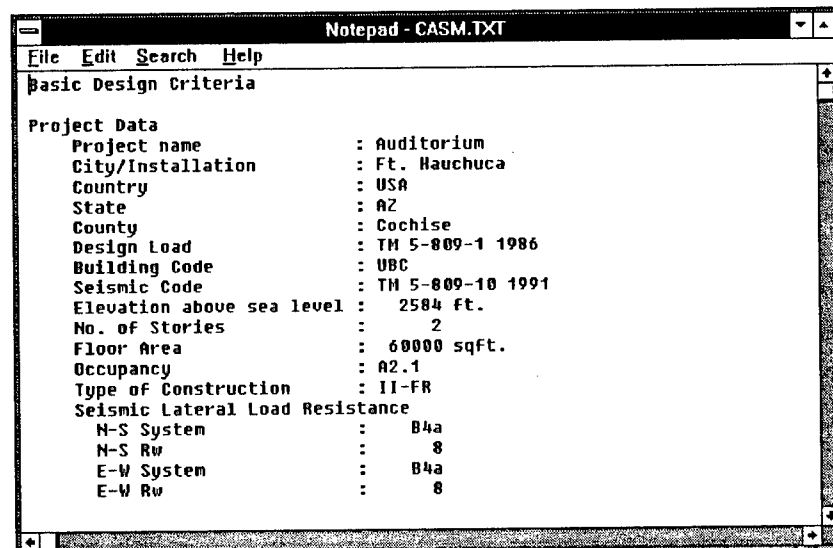 Notepad - CASM.TXT
File Edit Search Help
Basic Design Criteria
Project Data
Project name : Auditorium
City/Installation : Ft. Hauchuca
Country : USA
State : AZ
County : Cochise
Design Load : TM 5-809-1 1986
Building Code : UBC
Seismic Code : TM 5-809-10 1991
Elevation above sea level : 2584 ft.
No. of Stories : 2
Floor Area : 60000 sqft.
Occupancy : A2.1
Type of Construction : II-FR
Seismic Lateral Load Resistance
N-S System : B4a
N-S Rw : 8
E-W System : B4a
E-W Rw : 8